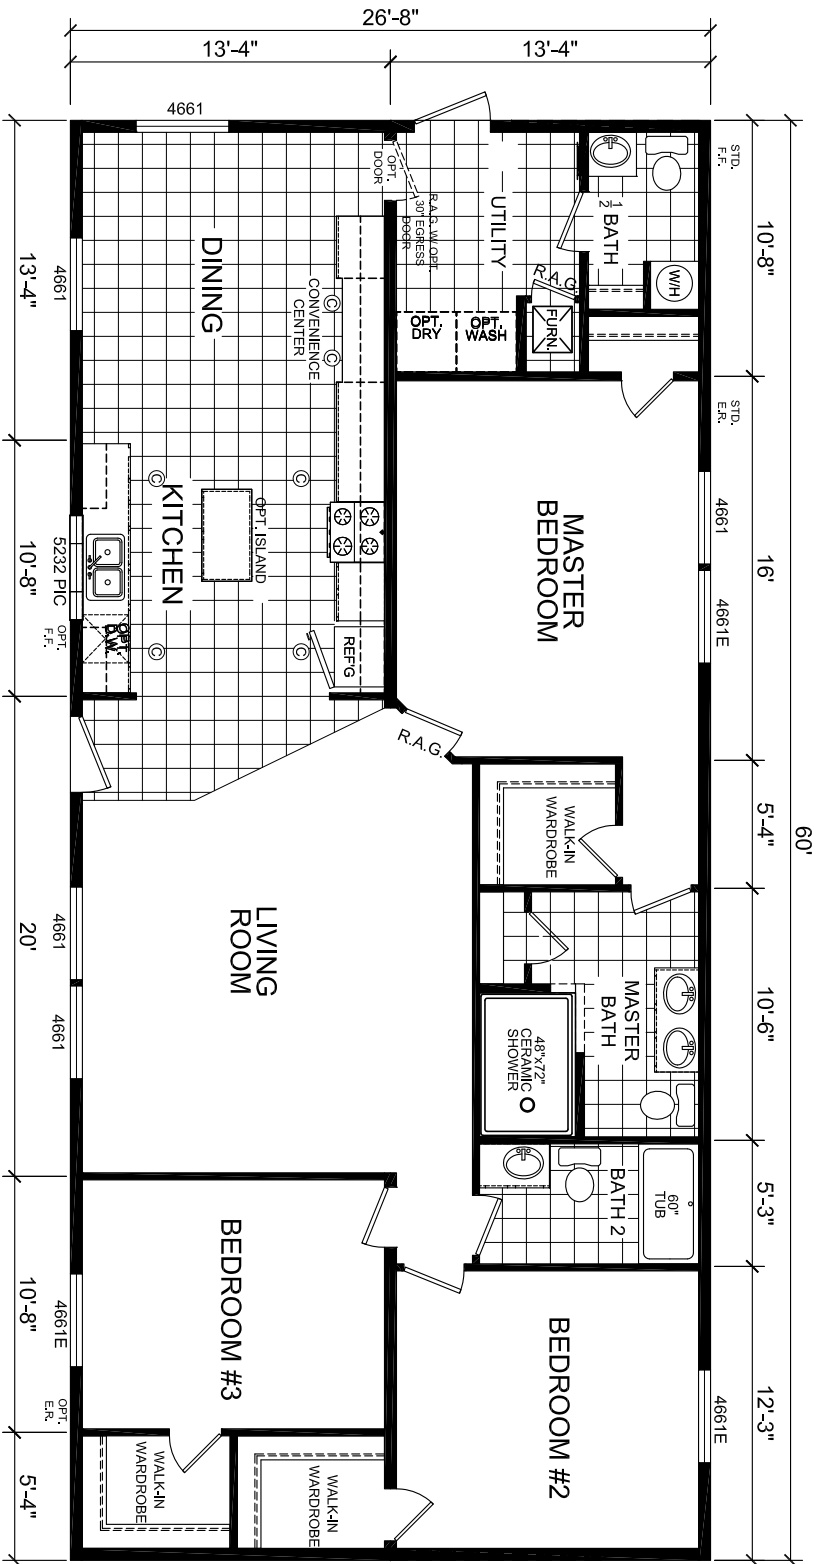 26'-8"
13'-4"
13'-4"
4661
STD.
F.F.
10'-8"
16'
5'-4"
10'-6"
5'-3"
12'-3"
60'
STD.
E.R.
4661
4661E
4661E
1/2 BATH
W/H
UTILITY
OPT.
DOOR
R.A.G. W/ OPT.
30" EGRESS
DOOR
R.A.G.
FURN.
OPT.
WASH
OPT.
DRY
DINING
4661
13'-4"
C
C
CONVENIENCE
CENTER
MASTER
BEDROOM
C
C
KITCHEN
OPT. ISLAND
5232 PIC
10'-8"
OPT.
F.F.
OPT.
D.W.
C
C
REF'G
R.A.G.
WALK-IN
WARDROBE
MASTER
BATH
48"x72"
CERAMIC
SHOWER
LIVING
ROOM
4661
4661
20'
BATH 2
60"
TUB
BEDROOM #3
BEDROOM #2
4661E
10'-8"
OPT.
E.R.
WALK-IN
WARDROBE
WALK-IN
WARDROBE
5'-4"